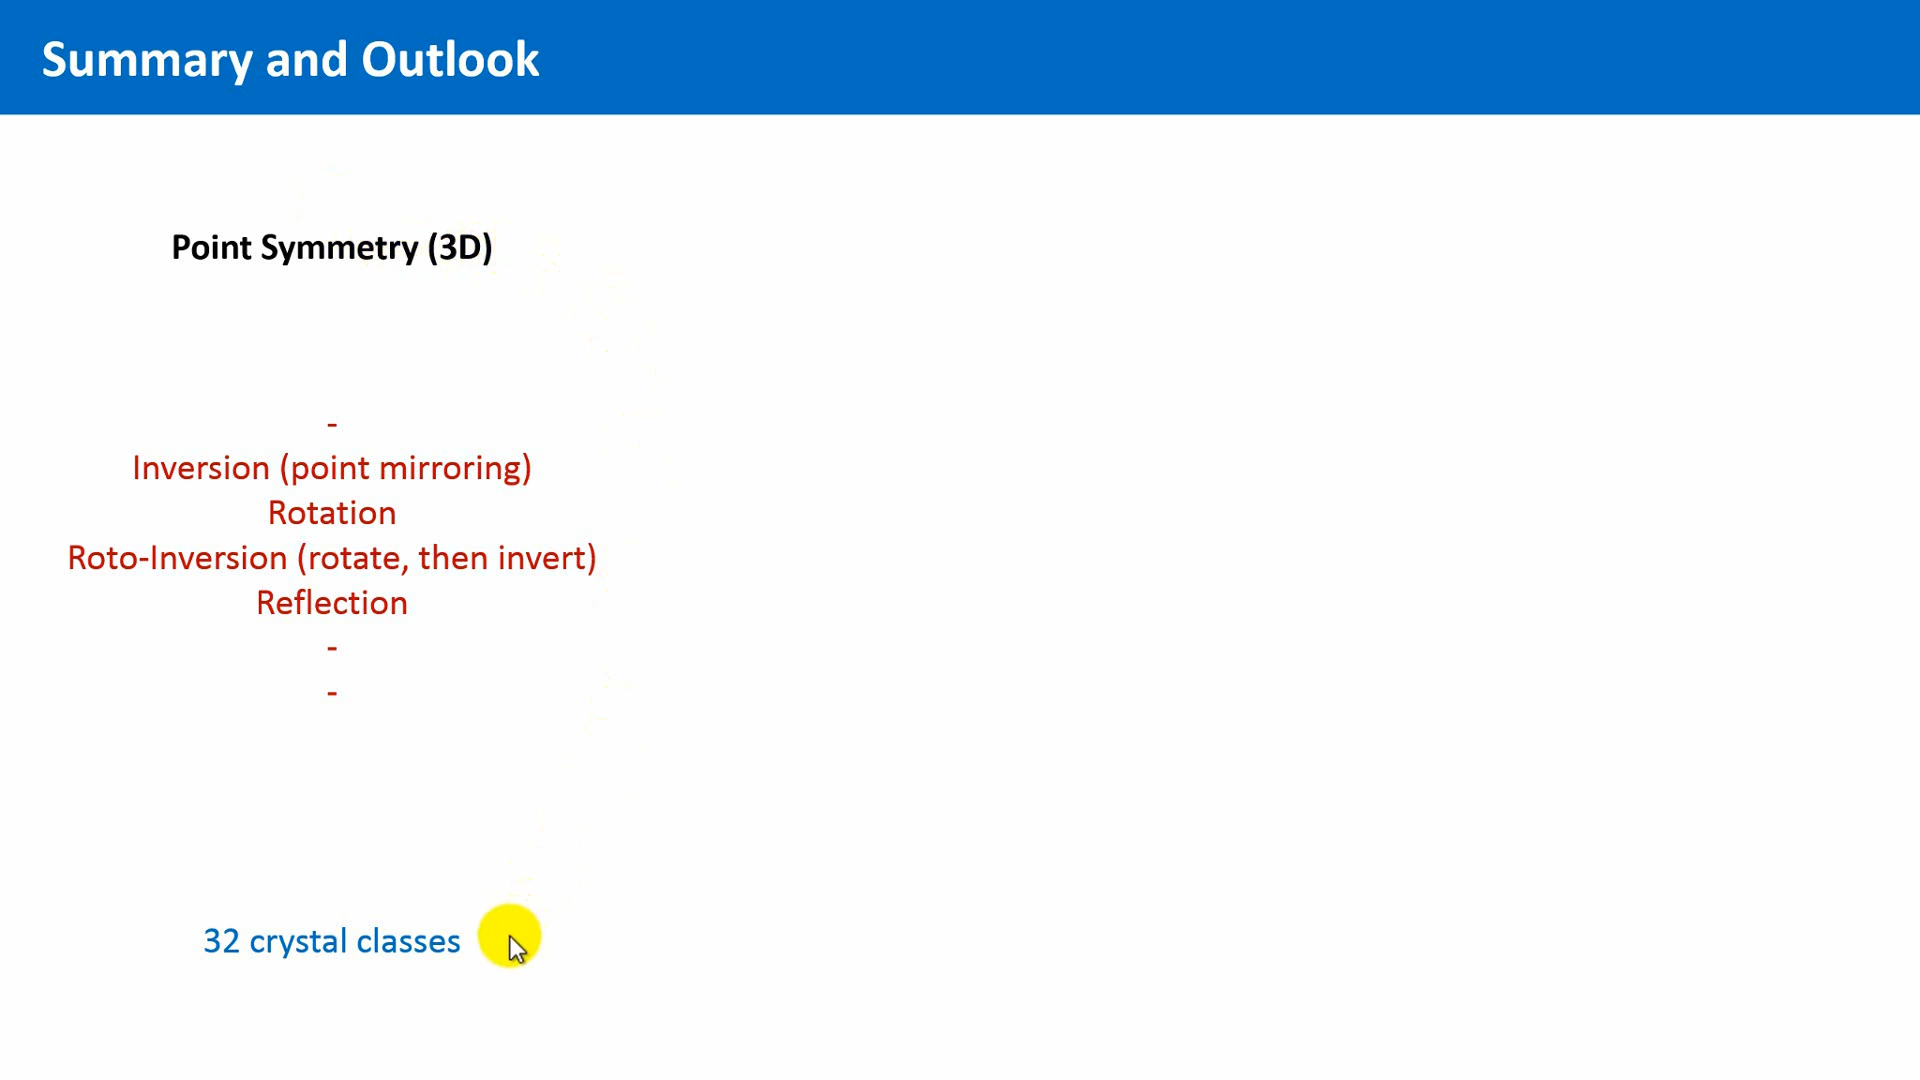 Summary and Outlook
Point Symmetry (3D)
-
Inversion (point mirroring)
Rotation
Roto-Inversion (rotate, then invert)
Reflection
-
-
32 crystal classes